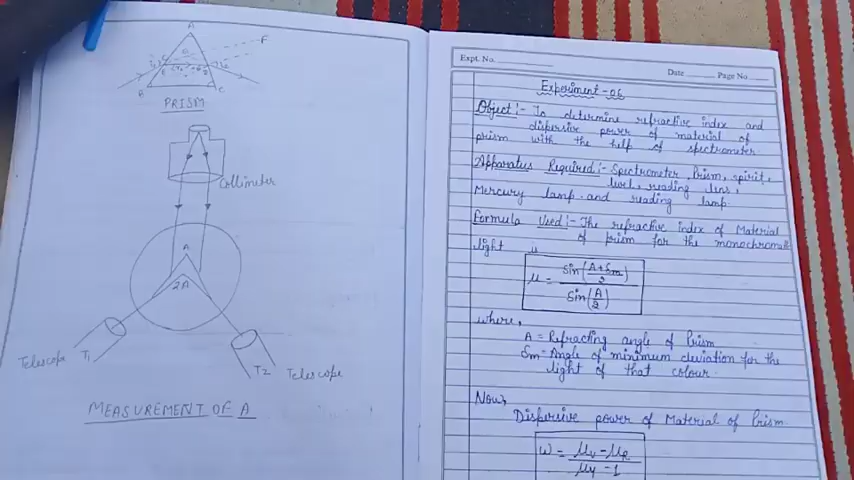 A
F
B
C
PRISM
Collimeter
A
2A
Telescope T1
T2 Telescope
MEASUREMENT OF A
Expt. No.
Date Page No.
Experiment-06
Object:- To determine refractive index and
dispersive power of material of
prism with the help of spectrometer.
Apparatus Required:- Spectrometer, Prism, spirit,
level, reading lens,
Mercury lamp and reading lamp.
Formula Used:- The refractive index of Material
of prism for the monochromat
light μ
μ = sin(A+δm/2) / sin(A/2)
where,
A = Refracting angle of Prism
δm = Angle of minimum deviation for the
light of that colour.
Now,
Dispersive power of Material of Prism
ω = μv - μR / μy - 1